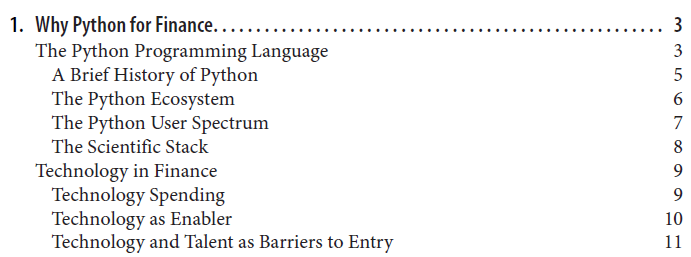 1. Why Python for Finance. . . . . . . . . . . . . . . . . . . . . . . . . . . . . . . . . . . . . . . . . . . . . . . . . . . . . 3
The Python Programming Language 3
A Brief History of Python 5
The Python Ecosystem 6
The Python User Spectrum 7
The Scientific Stack 8
Technology in Finance 9
Technology Spending 9
Technology as Enabler 10
Technology and Talent as Barriers to Entry 11